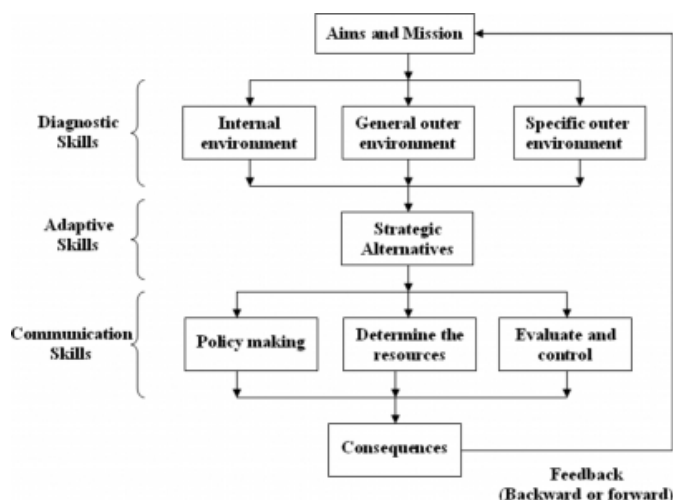 Aims and Mission
Diagnostic
Skills
Internal
environment
General outer
environment
Specific outer
environment
Adaptive
Skills
Strategic
Alternatives
Communication
Skills
Policy making
Determine the
resources
Evaluate and
control
Consequences
Feedback
(Backward or forward)